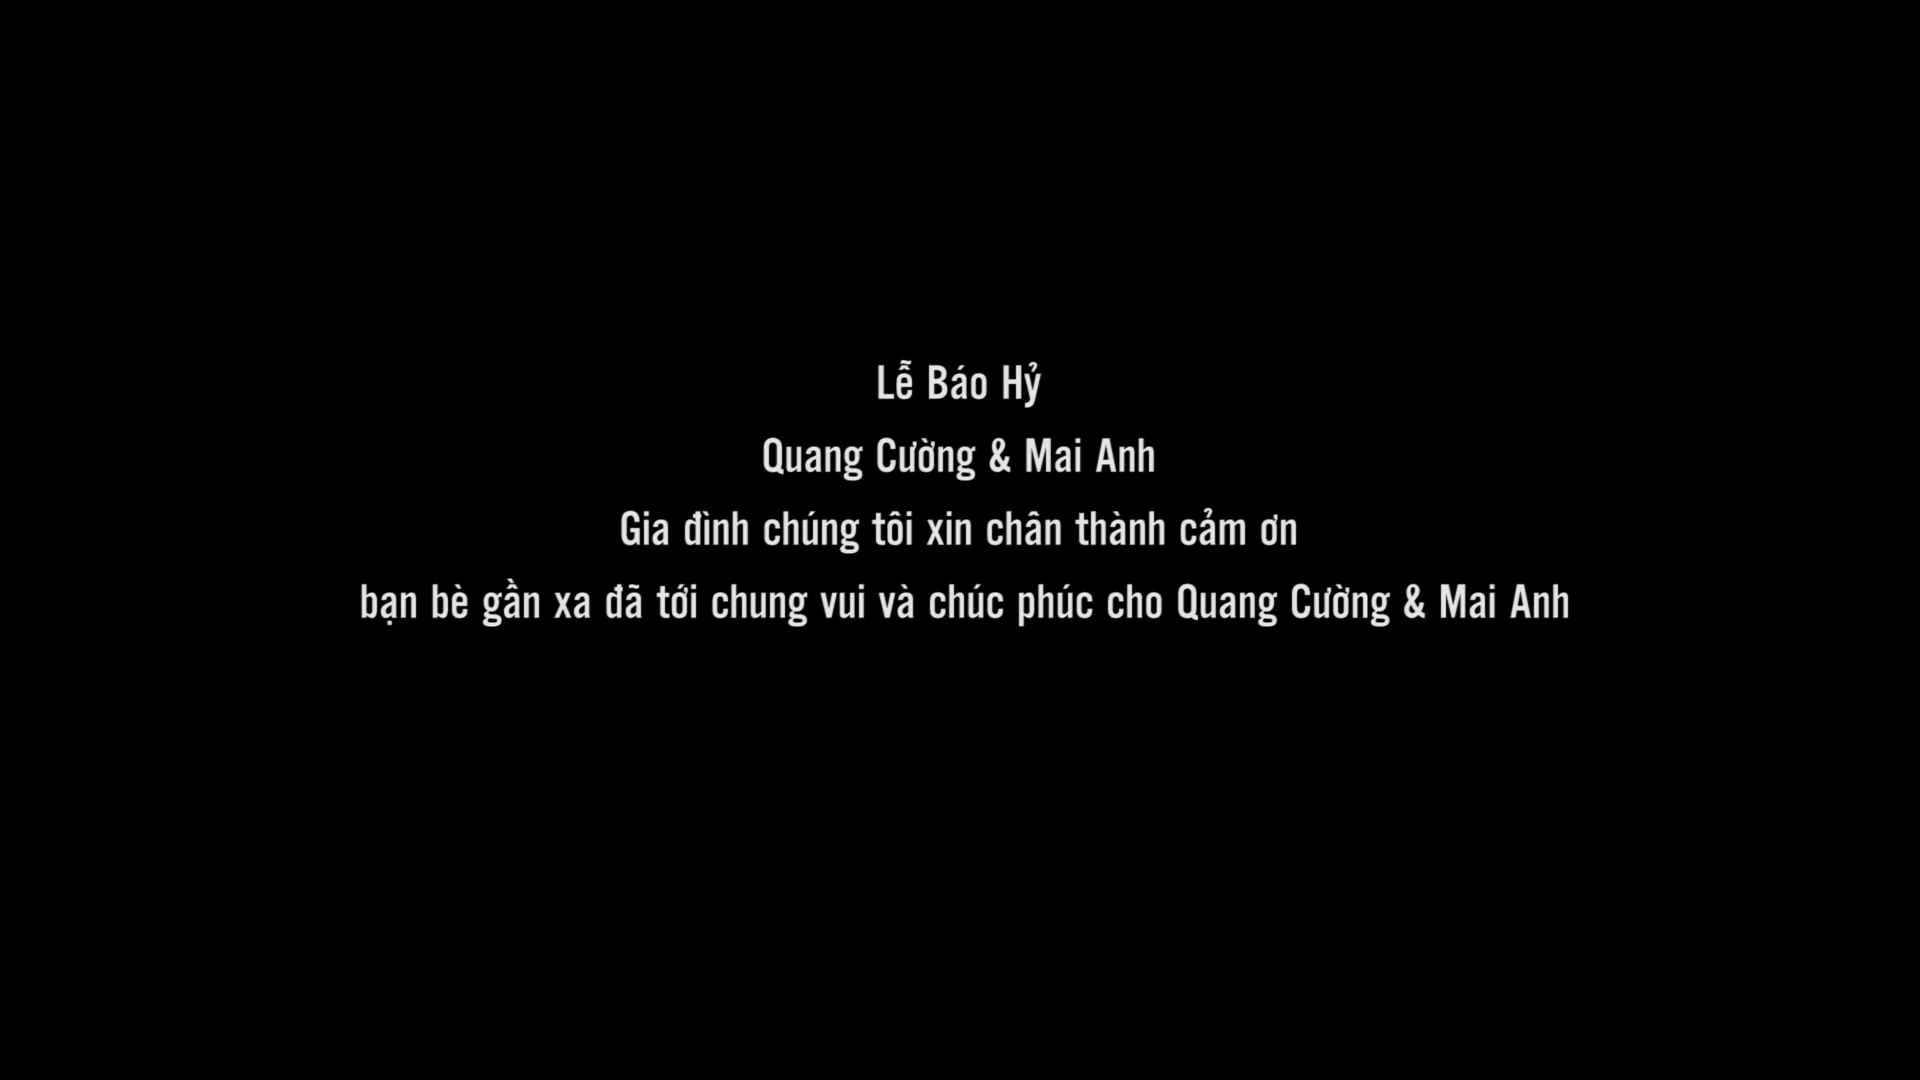 Lễ Báo Hỷ
Quang Cường & Mai Anh
Gia đình chúng tôi xin chân thành cảm ơn
bạn bè gần xa đã tới chung vui và chúc phúc cho Quang Cường & Mai Anh